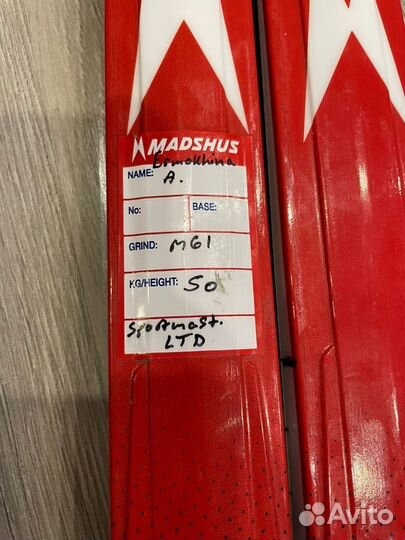 MADSHUS
Ermokhina
NAME: A.
No: BASE:
GRIND: MG1
KG/HEIGHT: 50
Sportmast.
LTD
Avito